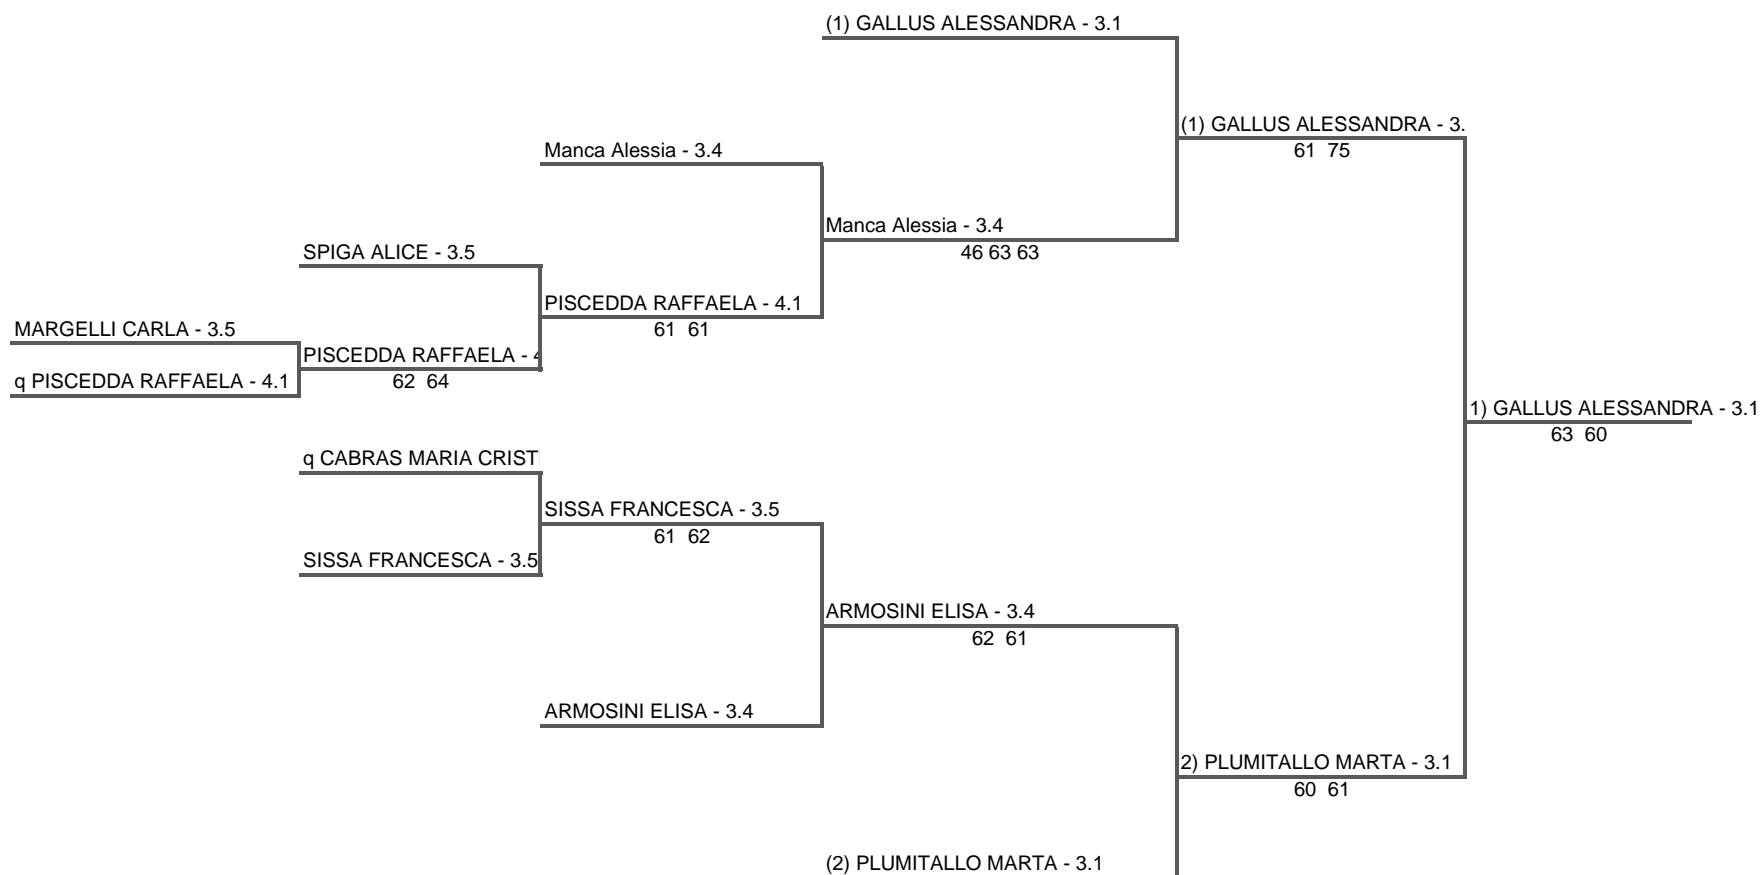 (1) GALLUS ALESSANDRA - 3.1
(1) GALLUS ALESSANDRA - 3.
61 75
Manca Alessia - 3.4
Manca Alessia - 3.4
46 63 63
SPIGA ALICE - 3.5
PISCEDDA RAFFAELA - 4.1
61 61
MARGELLI CARLA - 3.5
PISCEDDA RAFFAELA - 4
62 64
q PISCEDDA RAFFAELA - 4.1
1) GALLUS ALESSANDRA - 3.1
63 60
q CABRAS MARIA CRISTI
SISSA FRANCESCA - 3.5
61 62
SISSA FRANCESCA - 3.5
ARMOSINI ELISA - 3.4
62 61
ARMOSINI ELISA - 3.4
2) PLUMITALLO MARTA - 3.1
60 61
(2) PLUMITALLO MARTA - 3.1